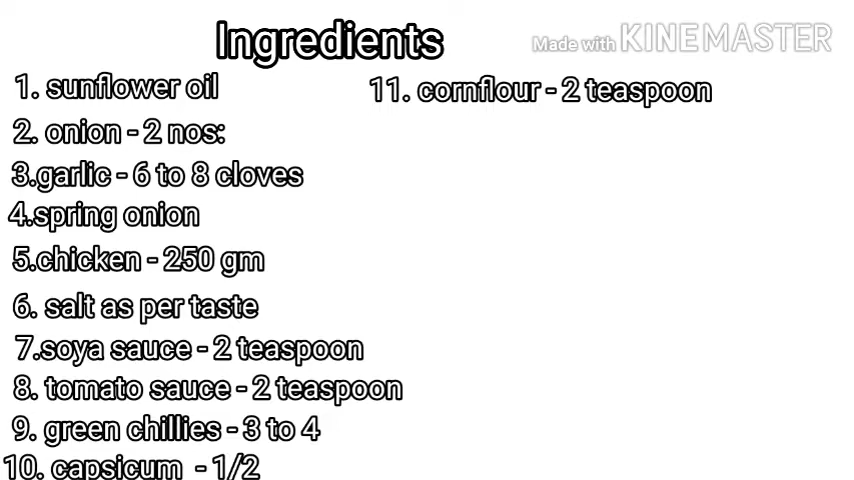 Ingredients
Made with KINEMASTER
1. sunflower oil
2. onion - 2 nos:
3.garlic - 6 to 8 cloves
4.spring onion
5.chicken - 250 gm
6. salt as per taste
7.soya sauce - 2 teaspoon
8. tomato sauce - 2 teaspoon
9. green chillies - 3 to 4
10. capsicum - 1/2
11. cornflour - 2 teaspoon